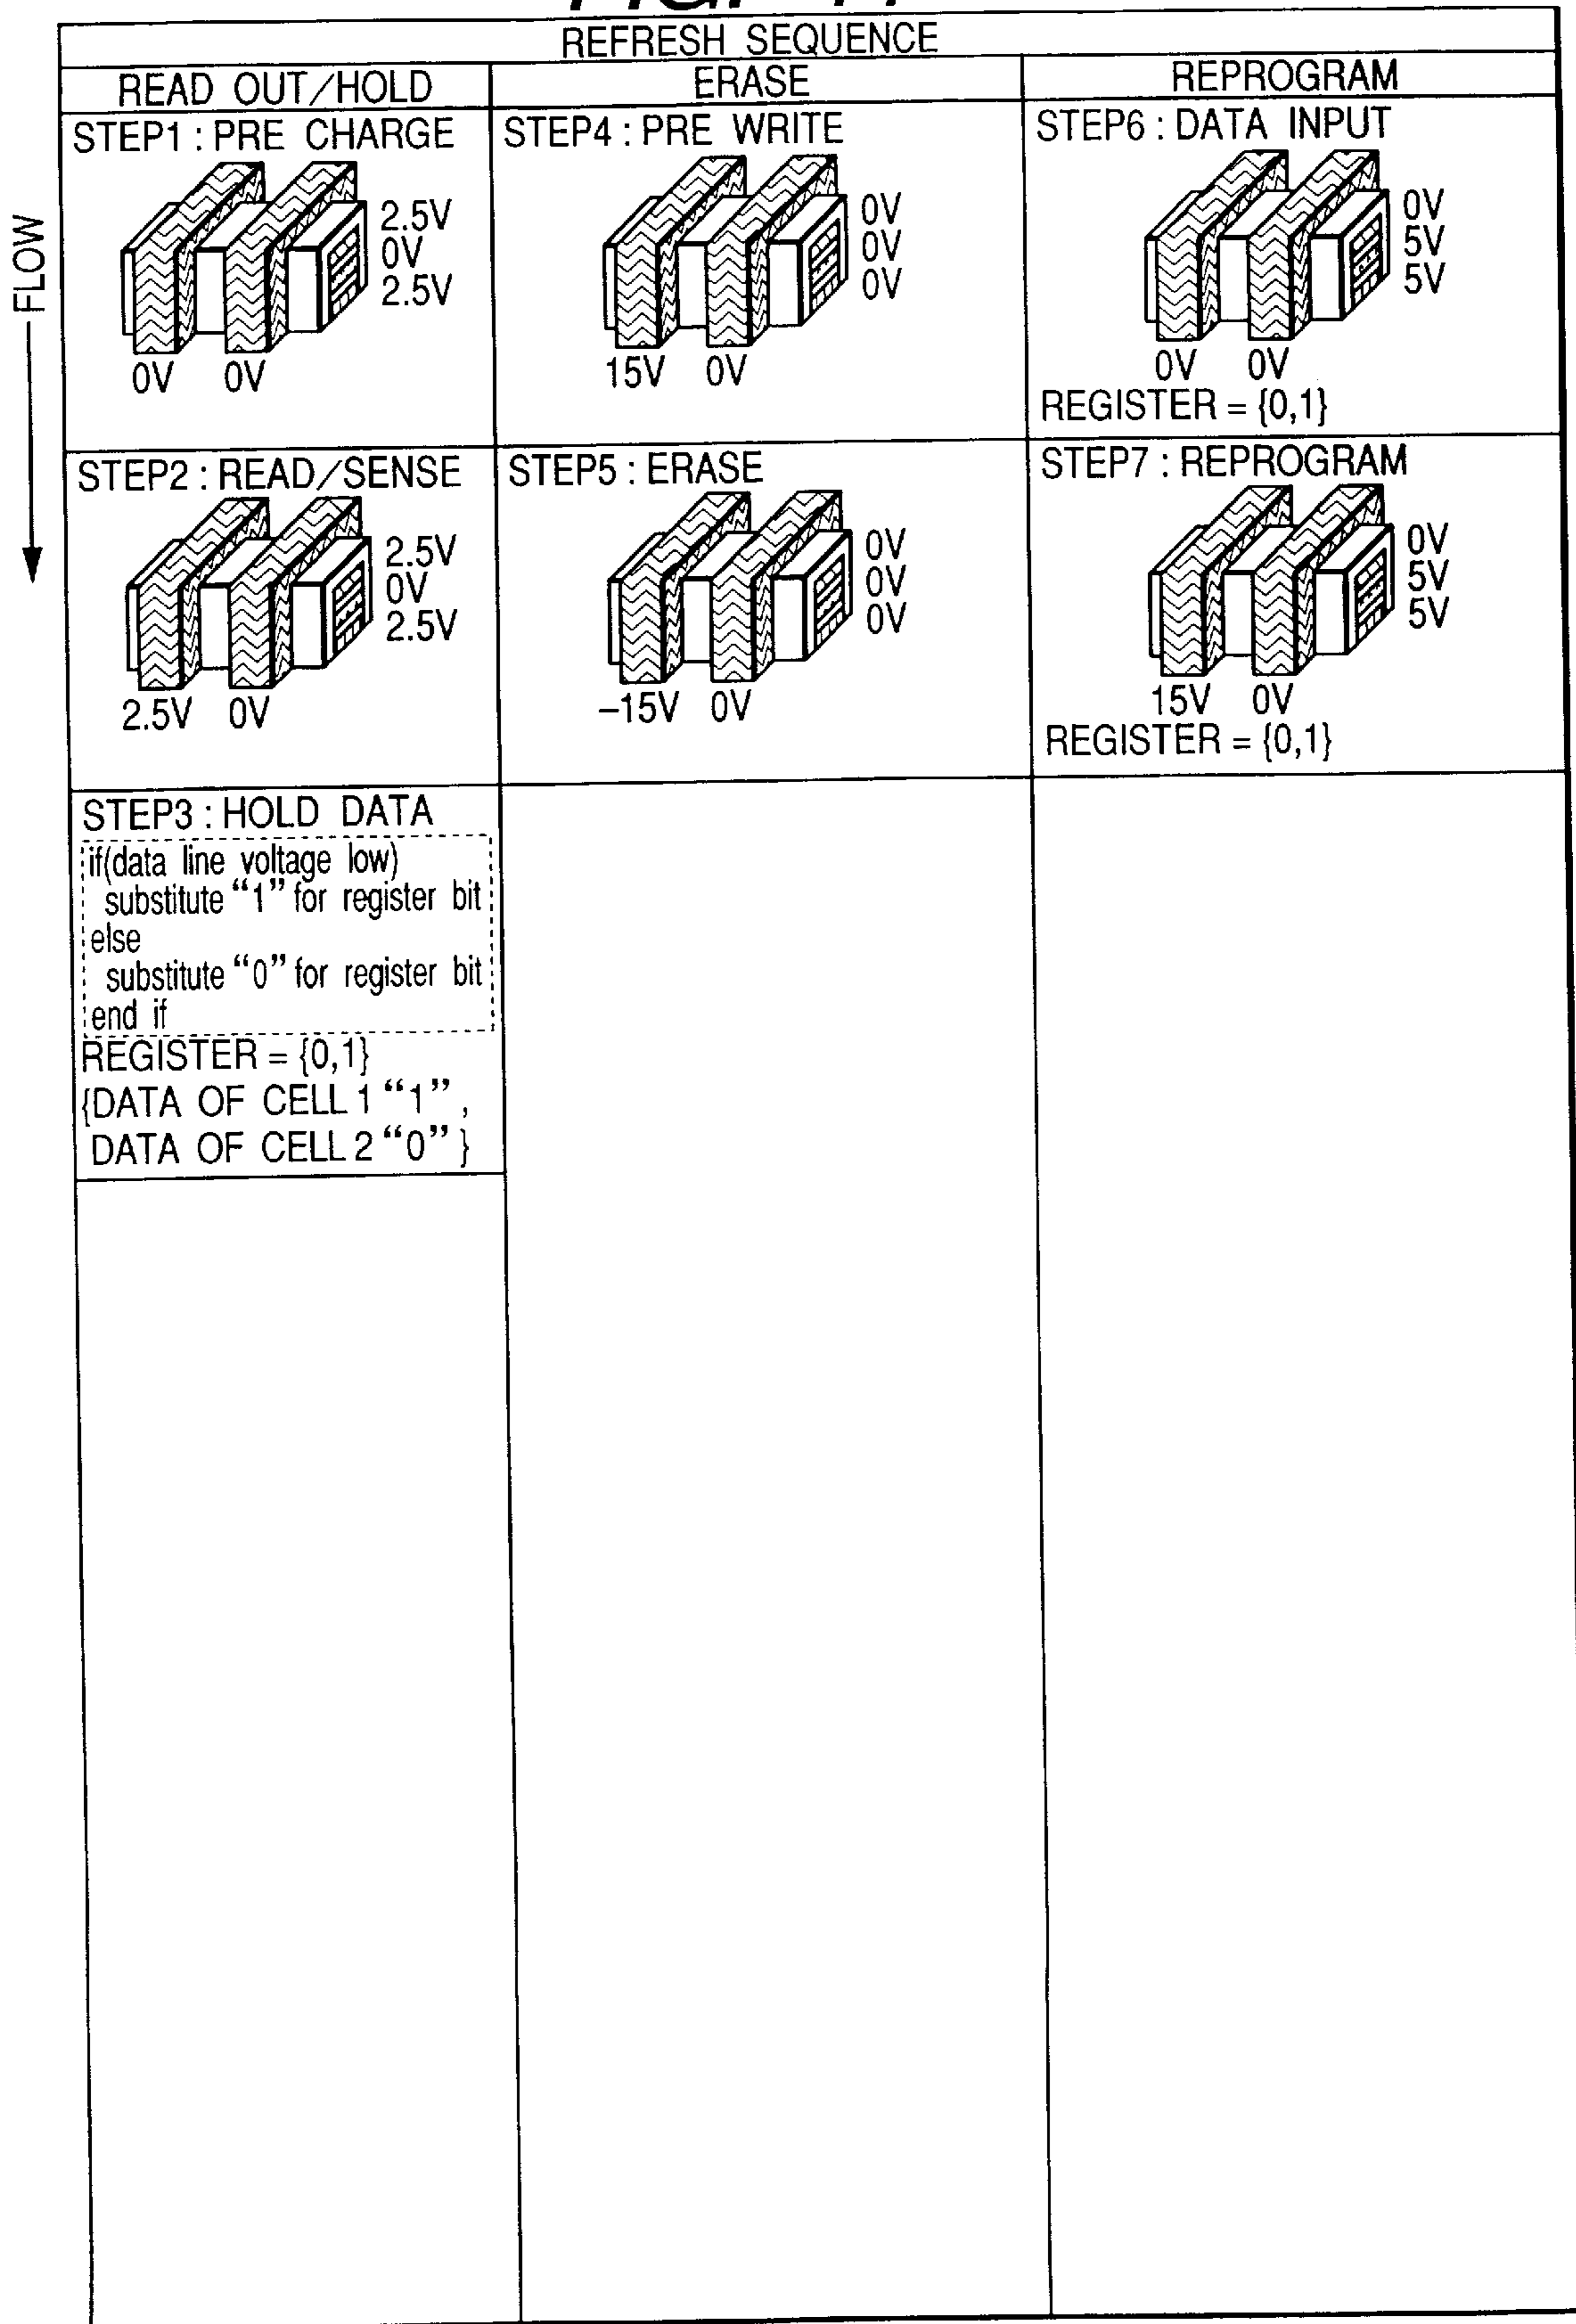 REFRESH SEQUENCE
READ OUT/HOLD
ERASE
REPROGRAM
FLOW
STEP1 : PRE CHARGE
2.5V
0V
2.5V
0V 0V
STEP4 : PRE WRITE
0V
0V
0V
15V 0V
STEP6 : DATA INPUT
0V
5V
5V
0V 0V
REGISTER = {0,1}
STEP2 : READ/SENSE
2.5V
0V
2.5V
2.5V 0V
STEP5 : ERASE
0V
0V
0V
–15V 0V
STEP7 : REPROGRAM
0V
5V
5V
15V 0V
REGISTER = {0,1}
STEP3 : HOLD DATA
if(data line voltage low)
substitute “1” for register bit
else
substitute “0” for register bit
end if
REGISTER = {0,1}
{DATA OF CELL 1 “1” ,
DATA OF CELL 2 “0” }